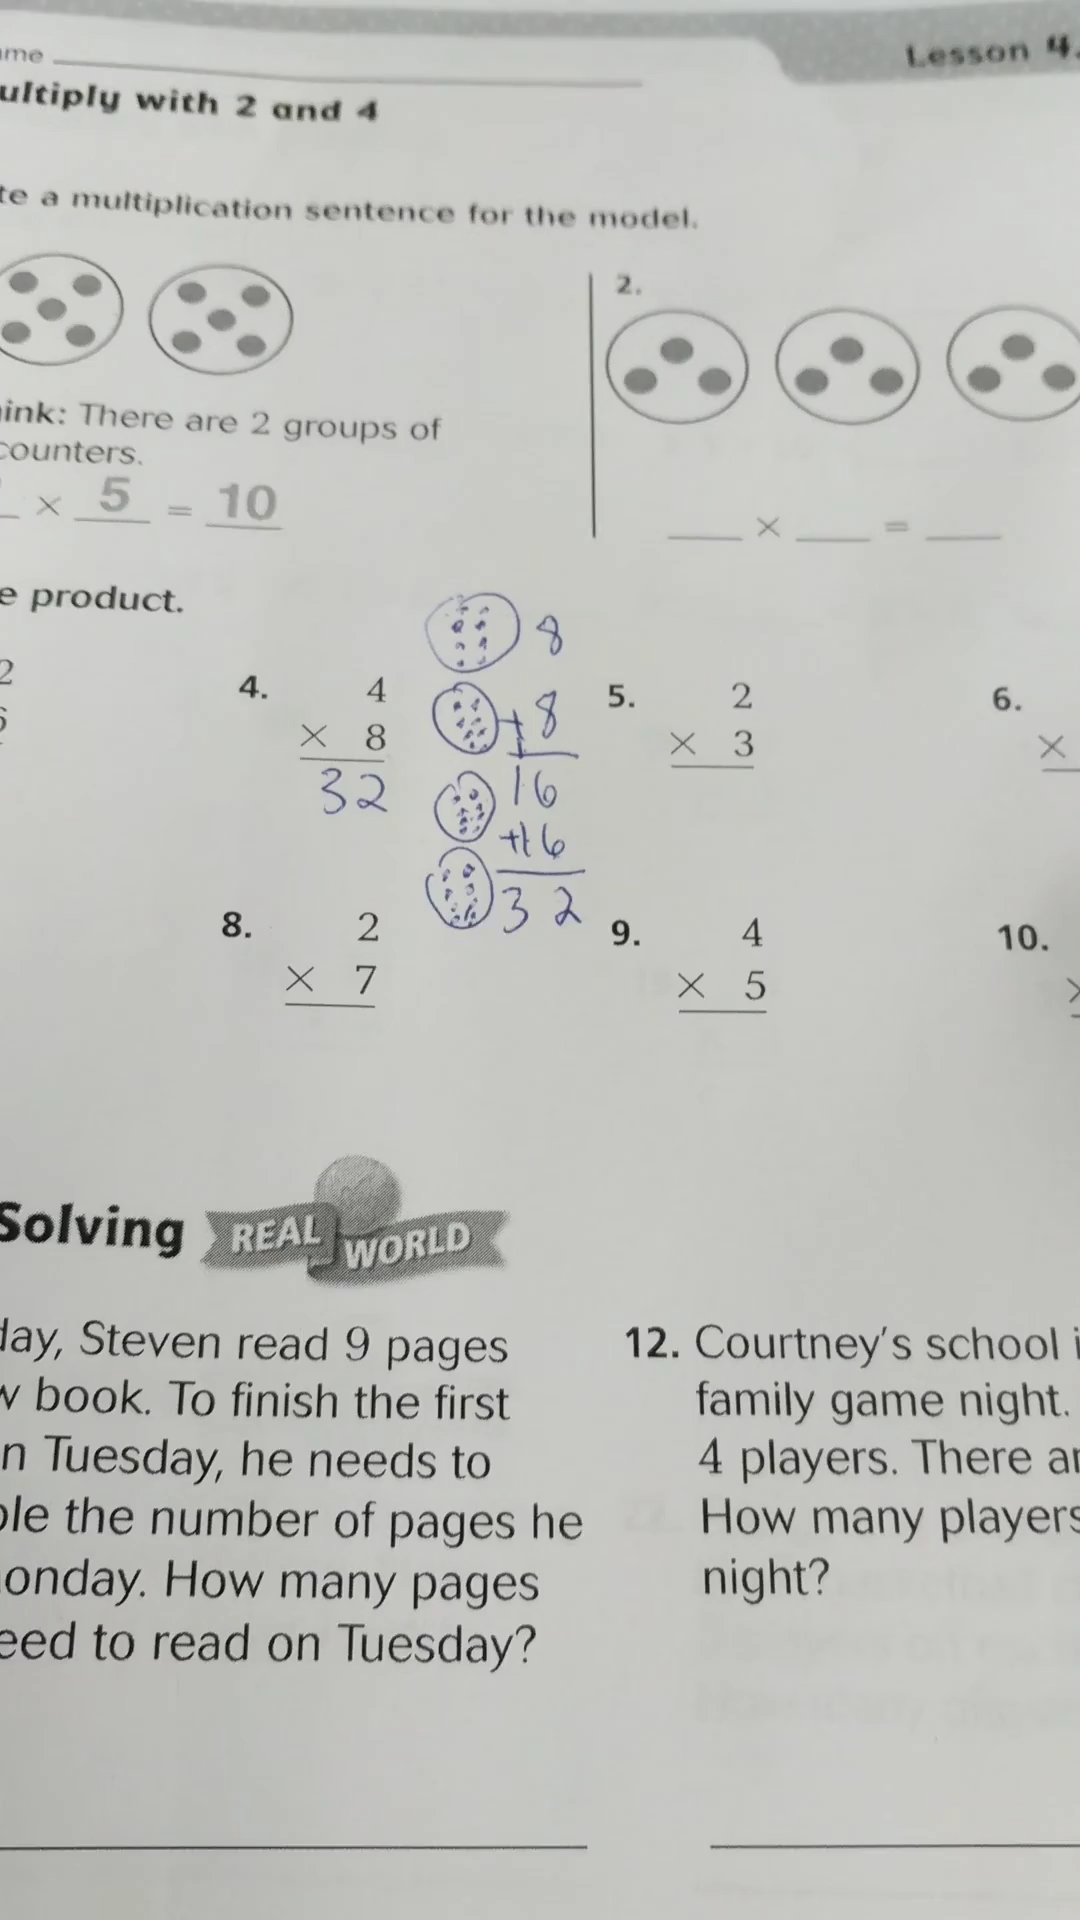 Lesson 4.
ultiply with 2 and 4
te a multiplication sentence for the model.
2.
ink: There are 2 groups of
counters.
× 5 = 10
× =
e product.
2
4. 4
× 8
32
8
+8
16
+16
32
5. 2
× 3
6.
×
8. 2
× 7
9. 4
× 5
10.
Solving REAL WORLD
day, Steven read 9 pages
w book. To finish the first
n Tuesday, he needs to
ble the number of pages he
onday. How many pages
eed to read on Tuesday?
12. Courtney's school i
family game night.
4 players. There ar
How many players
night?